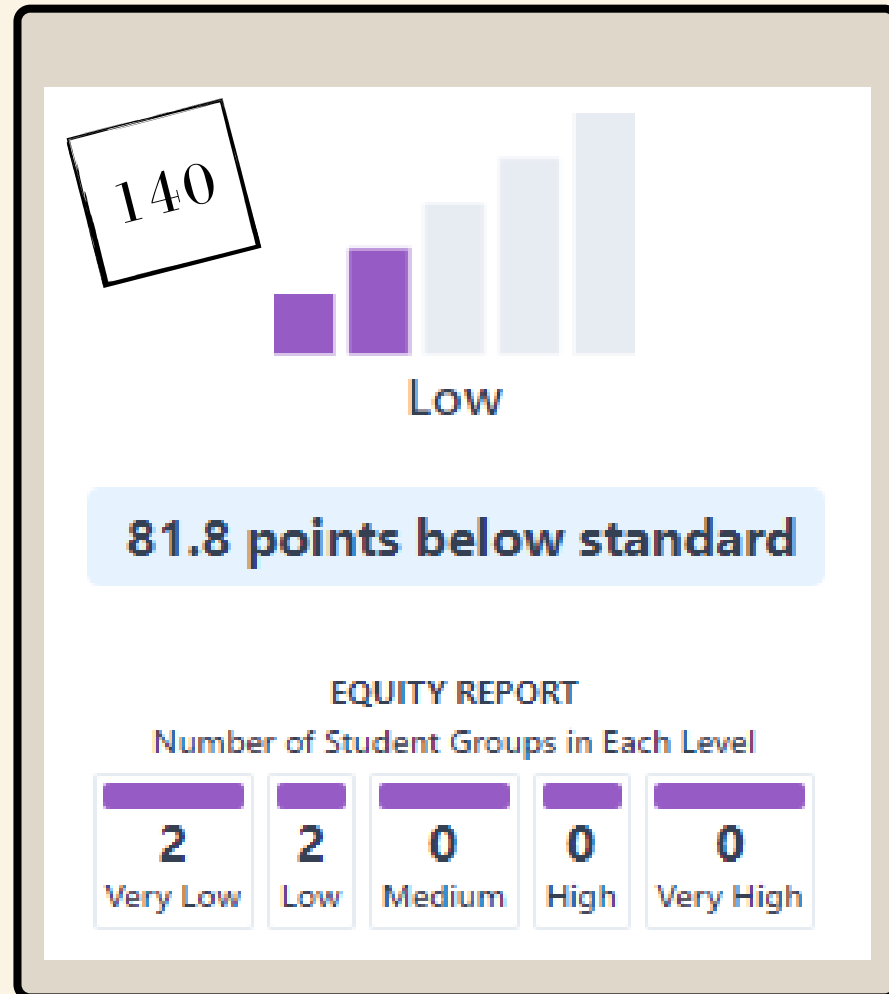 140
Low
81.8 points below standard
EQUITY REPORT
Number of Student Groups in Each Level
2 2 0 0 0
Very Low Low Medium High Very High